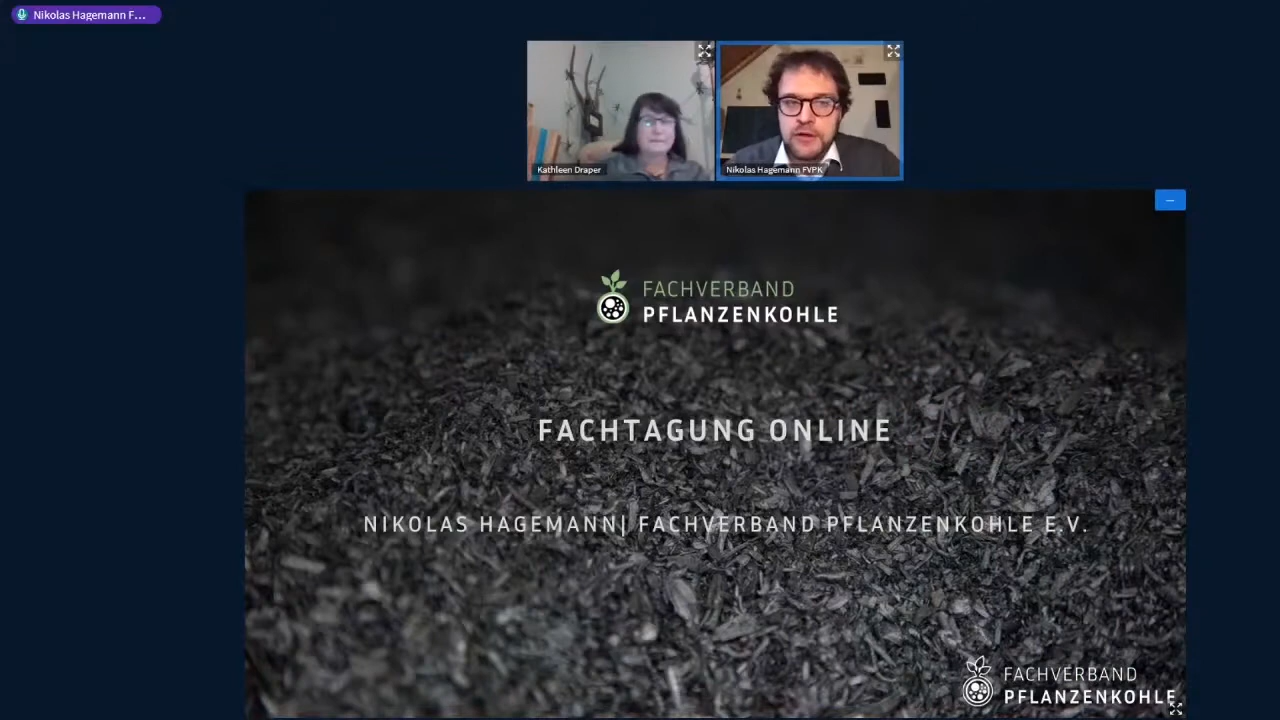 Nikolas Hagemann F...
Kathleen Draper
Nikolas Hagemann FVPK
FACHVERBAND
PFLANZENKOHLE
FACHTAGUNG ONLINE
NIKOLAS HAGEMANN| FACHVERBAND PFLANZENKOHLE E.V.
FACHVERBAND
PFLANZENKOHLE